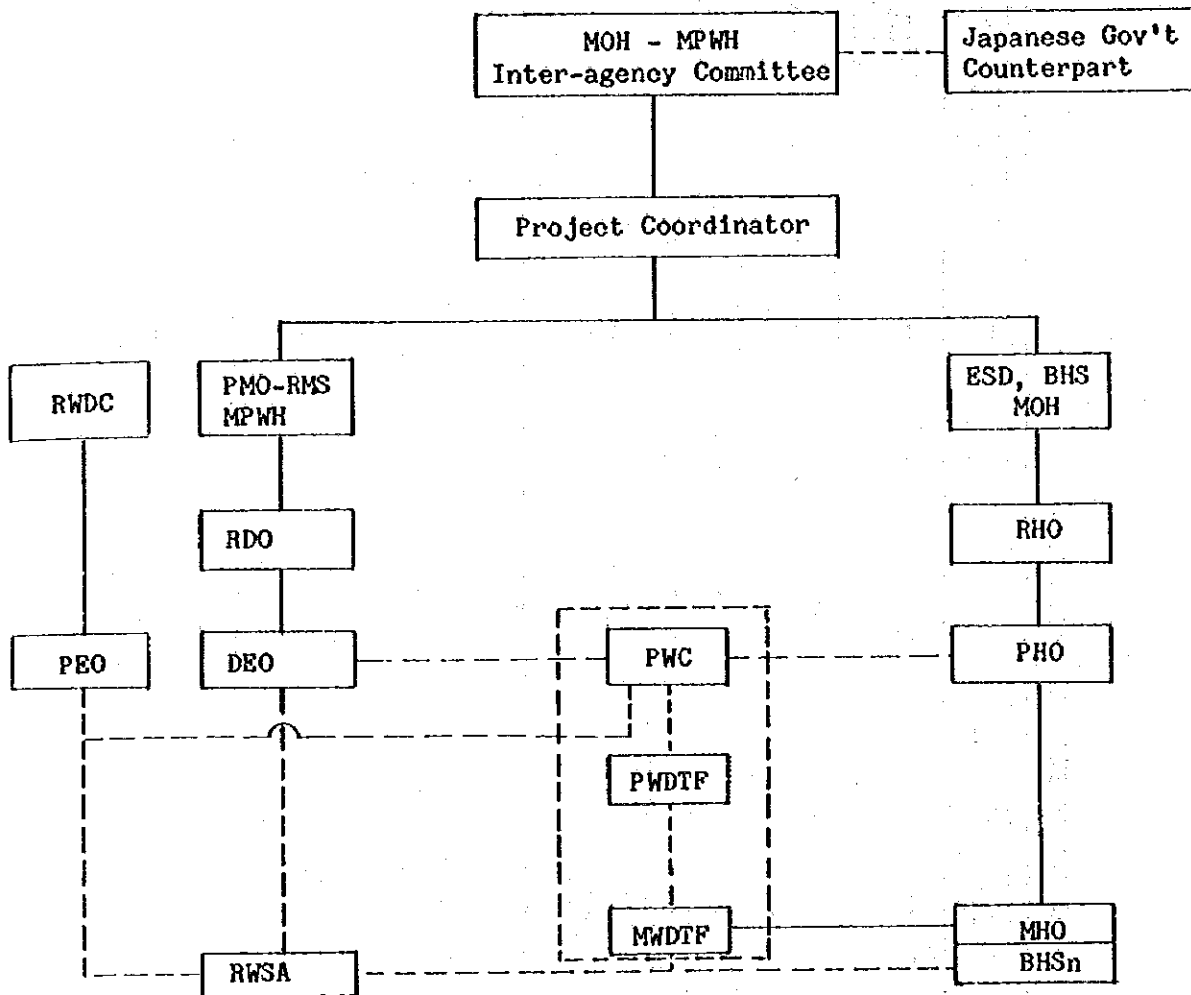 MOH - MPWH
Inter-agency Committee
Japanese Gov't
Counterpart
Project Coordinator
RWDC
PMO-RMS
MPWH
ESD, BHS
MOH
RDO
RHO
PEO
DEO
PWC
PHO
PWDTF
MWDTF
MHO
BHSn
RWSA